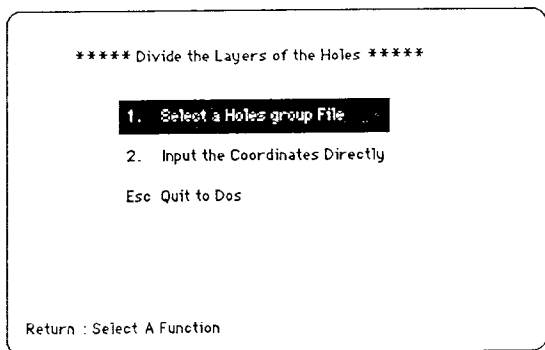 ***** Divide the Layers of the Holes *****
1. Select a Holes group File
2. Input the Coordinates Directly
Esc Quit to Dos
Return : Select A Function